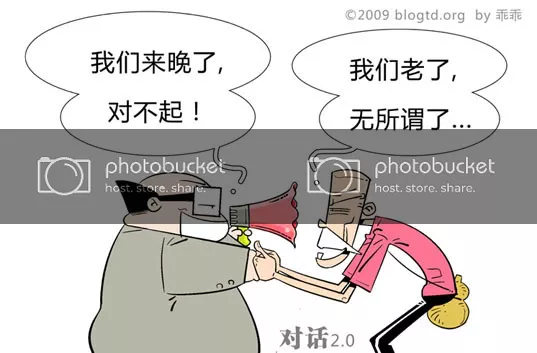 ©2009 blogtd.org by 乖乖
我们来晚了,
对不起！
我们老了,
无所谓了...
photobucket
host. store. share.
photobucket
host. store. share.
对话2.0